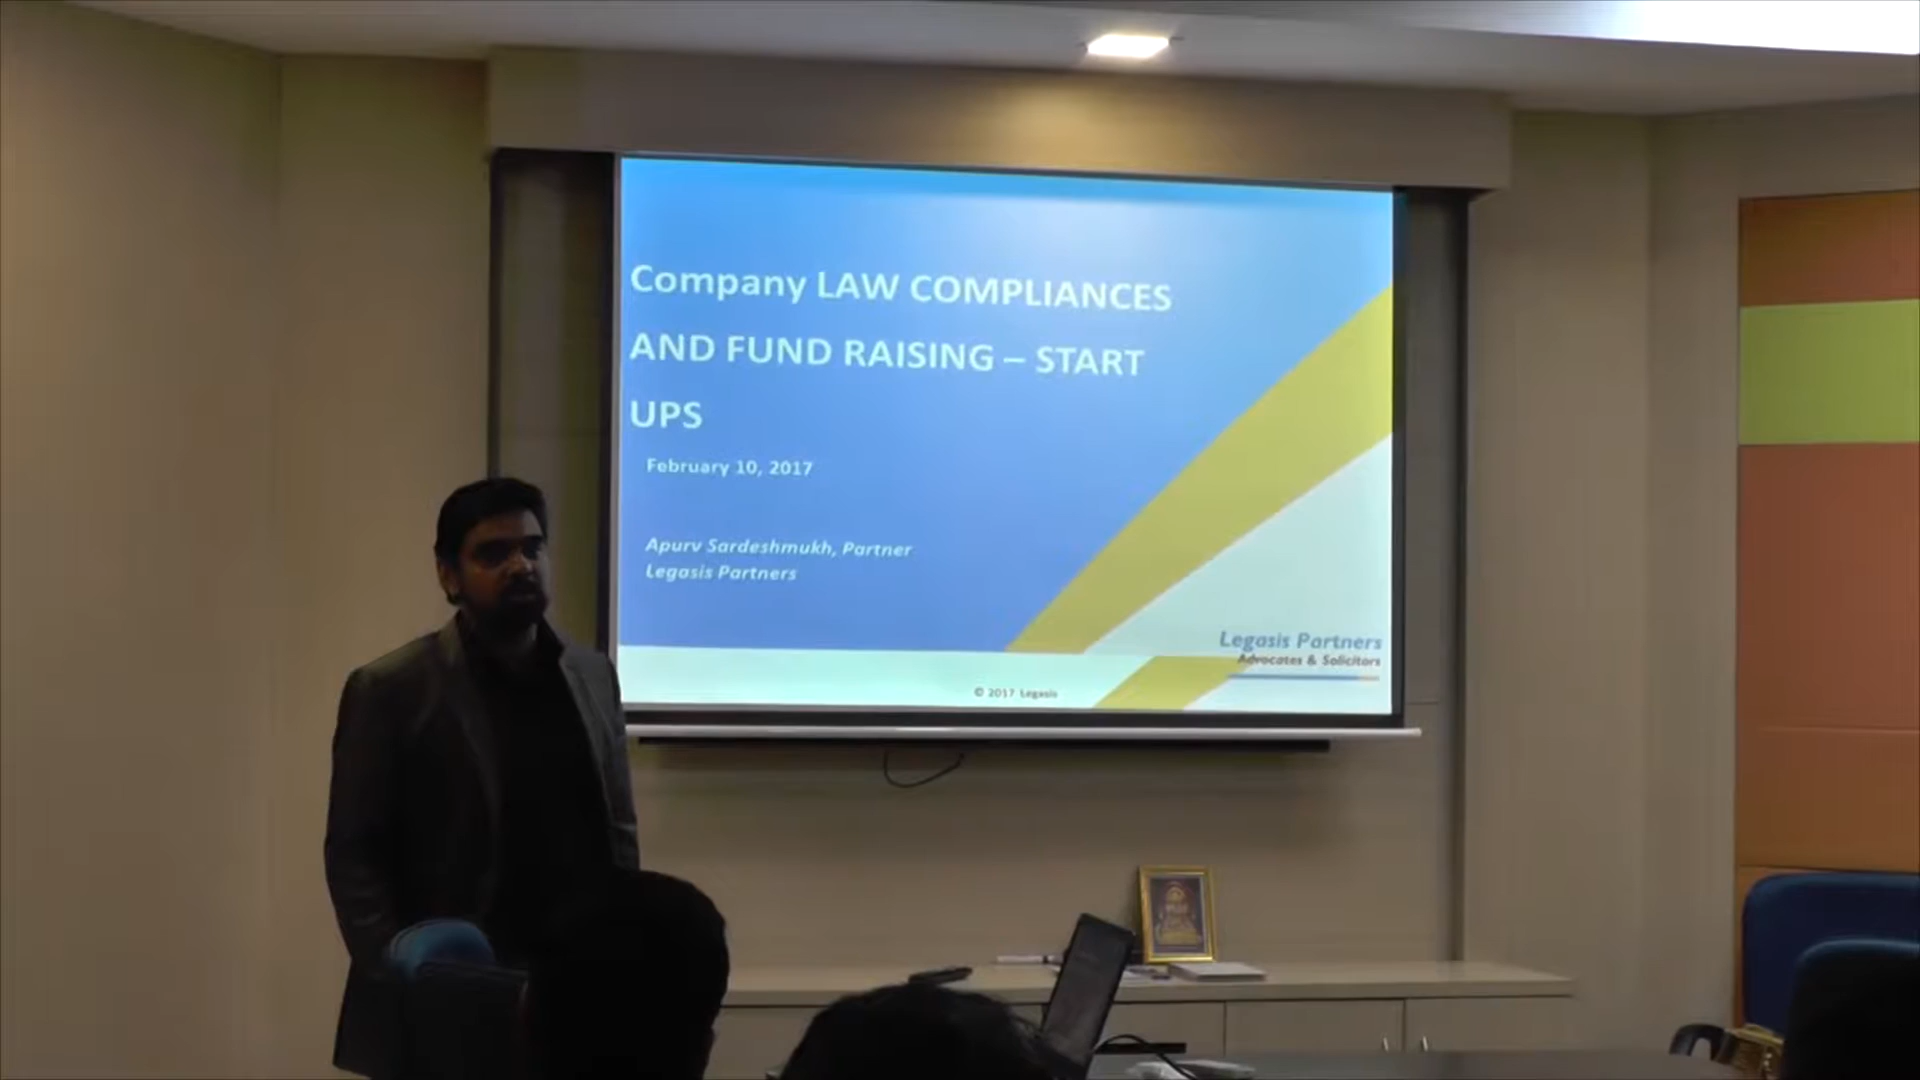 Company LAW COMPLIANCES
AND FUND RAISING – START
UPS
February 10, 2017
Apurv Sardeshmukh, Partner
Legasis Partners
Legasis Partners
Advocates & Solicitors
© 2017 Legasis